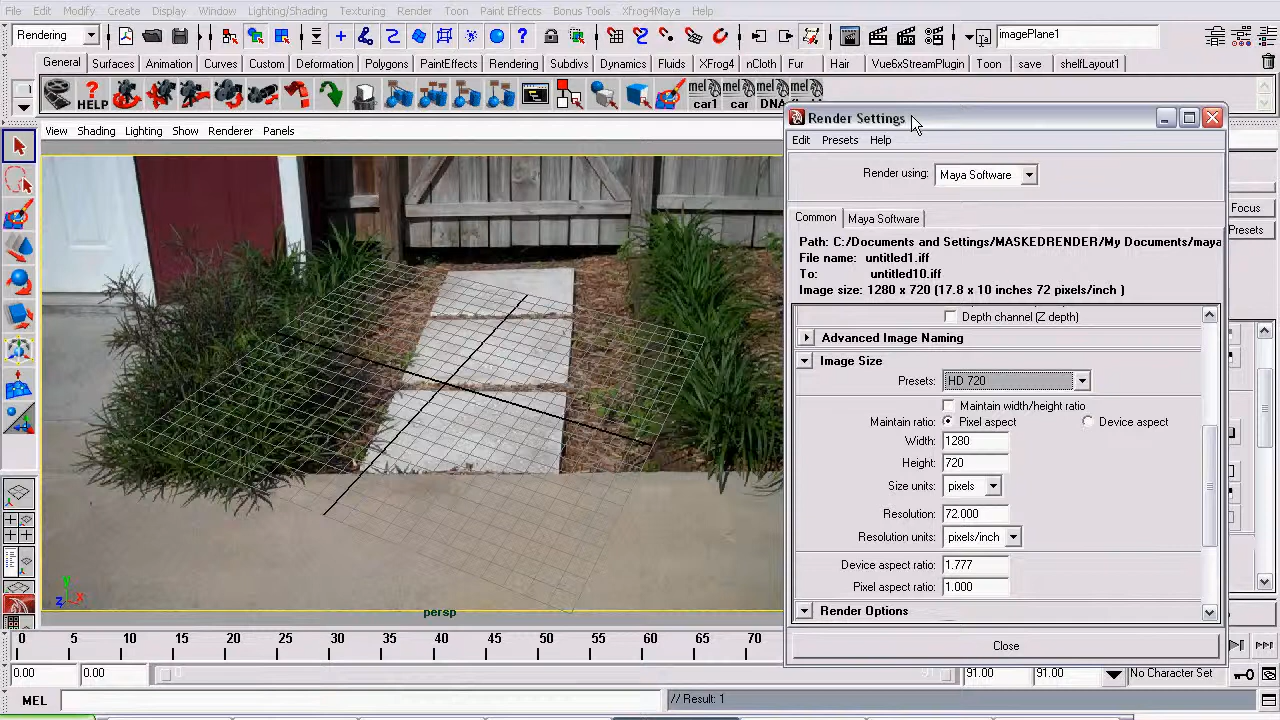 File Edit Modify Create Display Window Lighting/Shading Texturing Render Toon Paint Effects Bonus Tools Xfrog4Maya Help
Rendering
imagePlane1
General Surfaces Animation Curves Custom Deformation Polygons PaintEffects Rendering Subdivs Dynamics Fluids XFrog4 nCloth Fur Hair Vue6xStreamPlugin Toon save shelfLayout1
HELP
mel mel mel mel
car1 car
View Shading Lighting Show Renderer Panels
Render Settings
Edit Presets Help
Render using: Maya Software
Common Maya Software
Path: C:/Documents and Settings/MASKEDRENDER/My Documents/maya
File name: untitled1.iff
To: untitled10.iff
Image size: 1280 x 720 (17.8 x 10 inches 72 pixels/inch )
Depth channel (Z depth)
Advanced Image Naming
Image Size
Presets: HD 720
Maintain width/height ratio
Maintain ratio: Pixel aspect Device aspect
Width: 1280
Height: 720
Size units: pixels
Resolution: 72.000
Resolution units: pixels/inch
Device aspect ratio: 1.777
Pixel aspect ratio: 1.000
Render Options
Close
Focus
Presets
y
z x
persp
0 5 10 15 20 25 30 35 40 45 50 55 60 65 70
0.00 0.00 91.00 91.00 No Character Set
MEL // Result: 1